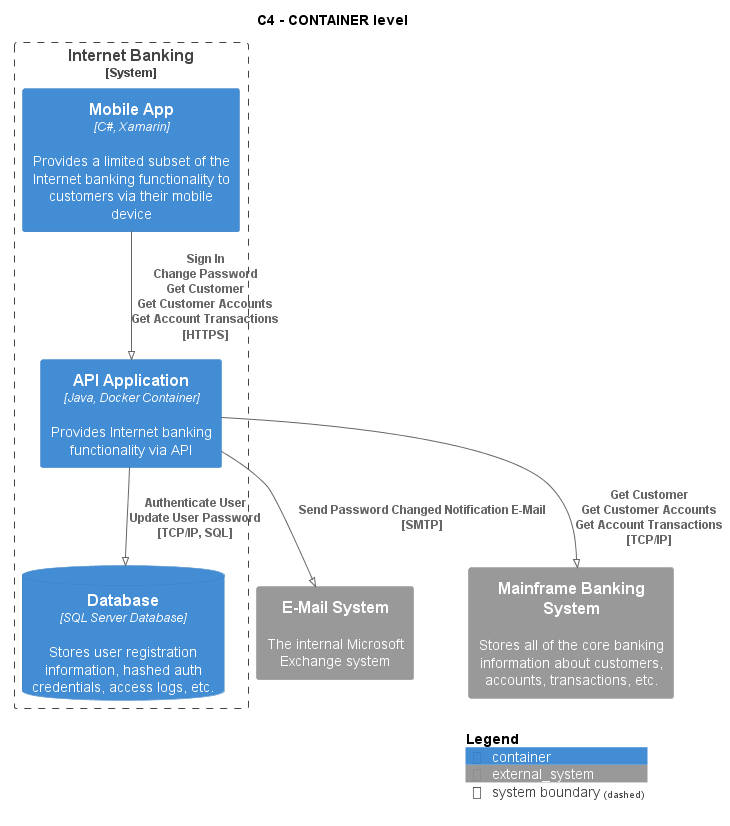 C4 - CONTAINER level
Internet Banking
[System]
Mobile App
[C#, Xamarin]
Provides a limited subset of the
Internet banking functionality to
customers via their mobile
device
Sign In
Change Password
Get Customer
Get Customer Accounts
Get Account Transactions
[HTTPS]
API Application
[Java, Docker Container]
Provides Internet banking
functionality via API
Authenticate User
Update User Password
[TCP/IP, SQL]
Send Password Changed Notification E-Mail
[SMTP]
Get Customer
Get Customer Accounts
Get Account Transactions
[TCP/IP]
Database
[SQL Server Database]
Stores user registration
information, hashed auth
credentials, access logs, etc.
E-Mail System
The internal Microsoft
Exchange system
Mainframe Banking
System
Stores all of the core banking
information about customers,
accounts, transactions, etc.
Legend
container
external_system
system boundary (dashed)